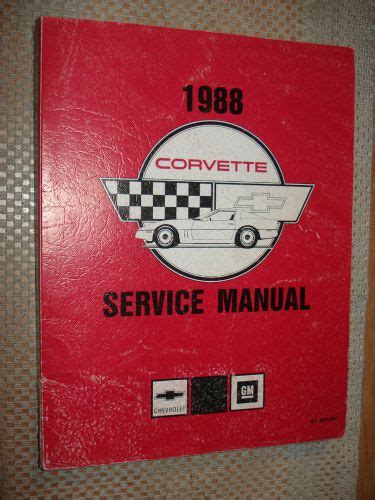 1988
CORVETTE
SERVICE MANUAL
CHEVROLET
GM